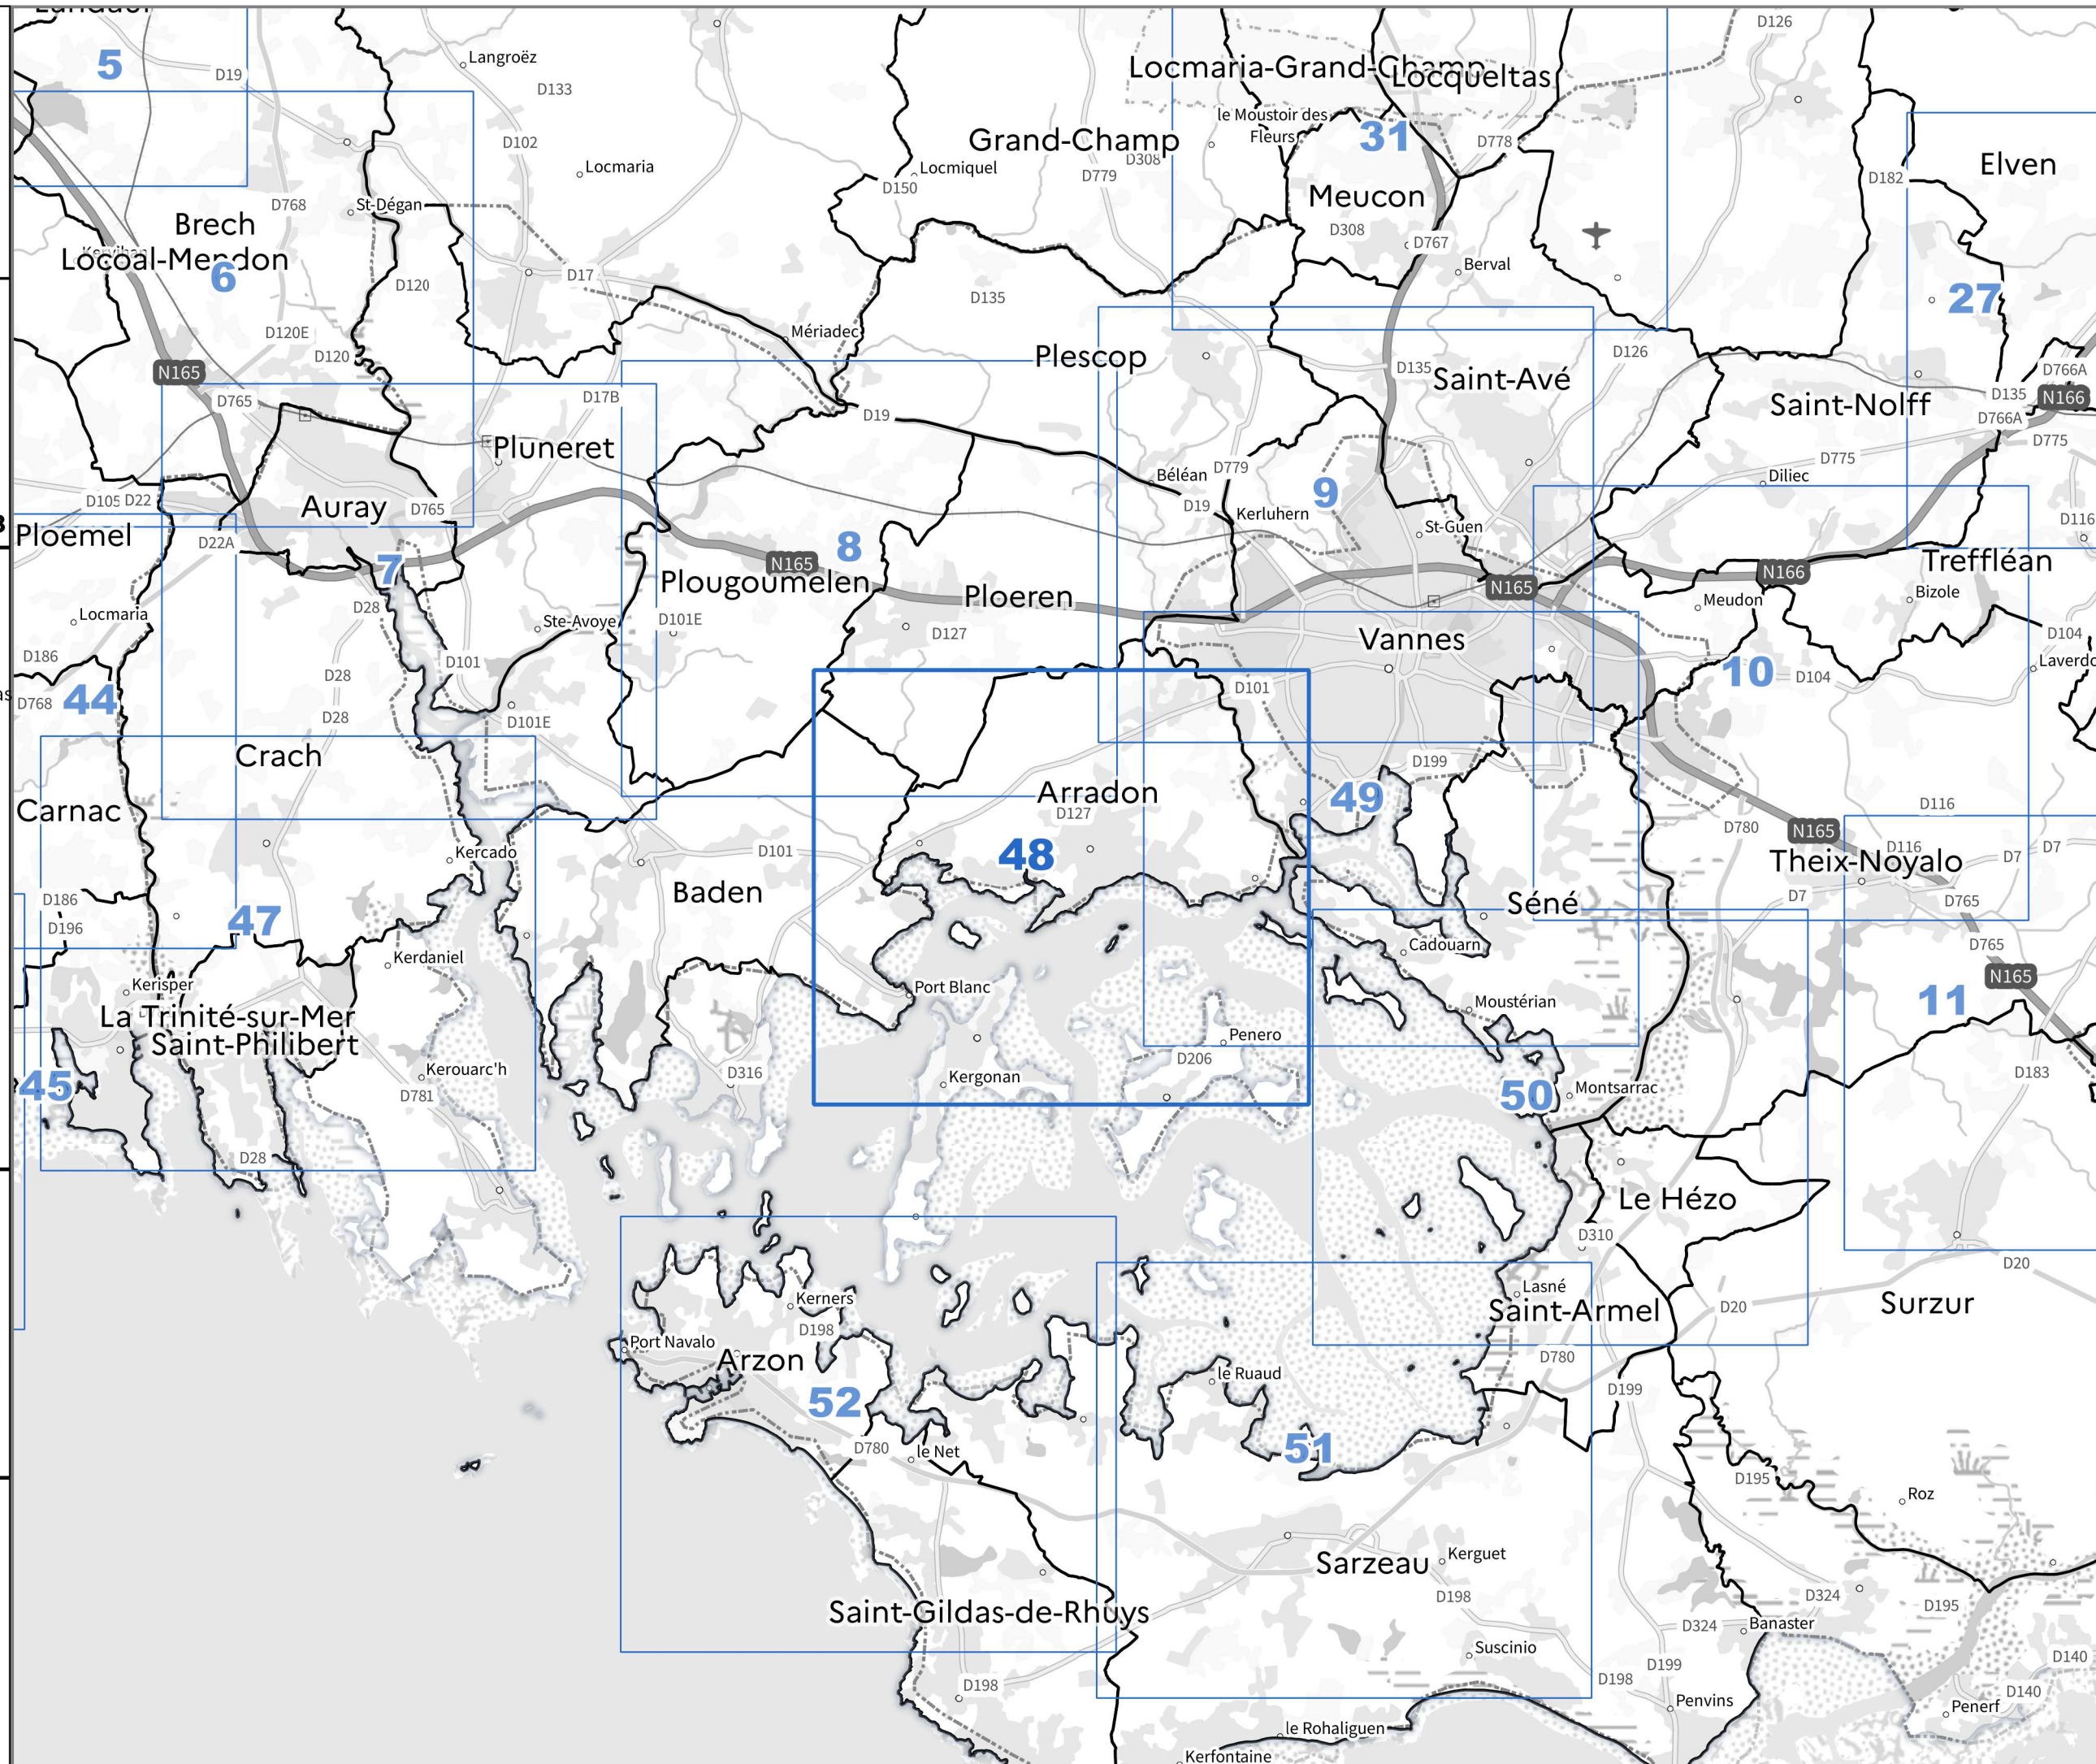 5
D19
Langroëz
D133
D102
Locmaria
Grand-Champ
D308
D779
Locmiquel
D150
Locmaria-Grand-Champ
Locqueltas
le Moustoir des
Fleurs
31
D778
Meucon
D308
D767
Berval
D126
D182
Elven
27
D768
St-Dégan
Brech
Locoal-Mendon
6
D120
D17
D135
Mériadec
D120E
D120
N165
D765
D17B
Plescop
D135
Saint-Avé
D126
D766A
N166
D135
D766A
Saint-Nolff
D775
D775
Diliec
D19
Pluneret
Béléan
D779
9
D19
Kerluhern
St-Guen
D105
D22
Auray
D765
D116
Ploemel
D22A
7
8
N165
Plougoumelen
Ploeren
N165
N166
Treffléan
Bizole
Meudon
Locmaria
D28
Ste-Avoye
D101E
D127
Vannes
D104
Laverdo
D186
D101
44
D768
D28
D28
D101E
D101
10
D104
Crach
D199
Carnac
Arradon
D127
49
D116
D780
N165
D116
Theix-Noyalo
D7
D7
Kercado
D101
48
Baden
D186
D196
47
Séné
D7
D765
Cadouarn
D765
Kerdaniel
N165
Kerisper
Port Blanc
Moustérian
11
La Trinité-sur-Mer
Saint-Philibert
Penero
D206
45
Kerouarc'h
D781
D316
Kergonan
50
Montsarrac
D183
D28
Le Hézo
D310
D20
Lasné
Saint-Armel
D20
Surzur
Kerners
D198
Port Navalo
Arzon
52
le Ruaud
D780
D199
51
D780
le Net
D195
Roz
Sarzeau
Kerguet
D198
Saint-Gildas-de-Rhuys
D324
D195
D324
Banaster
Suscinio
D199
D198
D140
D140
D198
Penvins
Penerf
le Rohaliguen
Kerfontaine